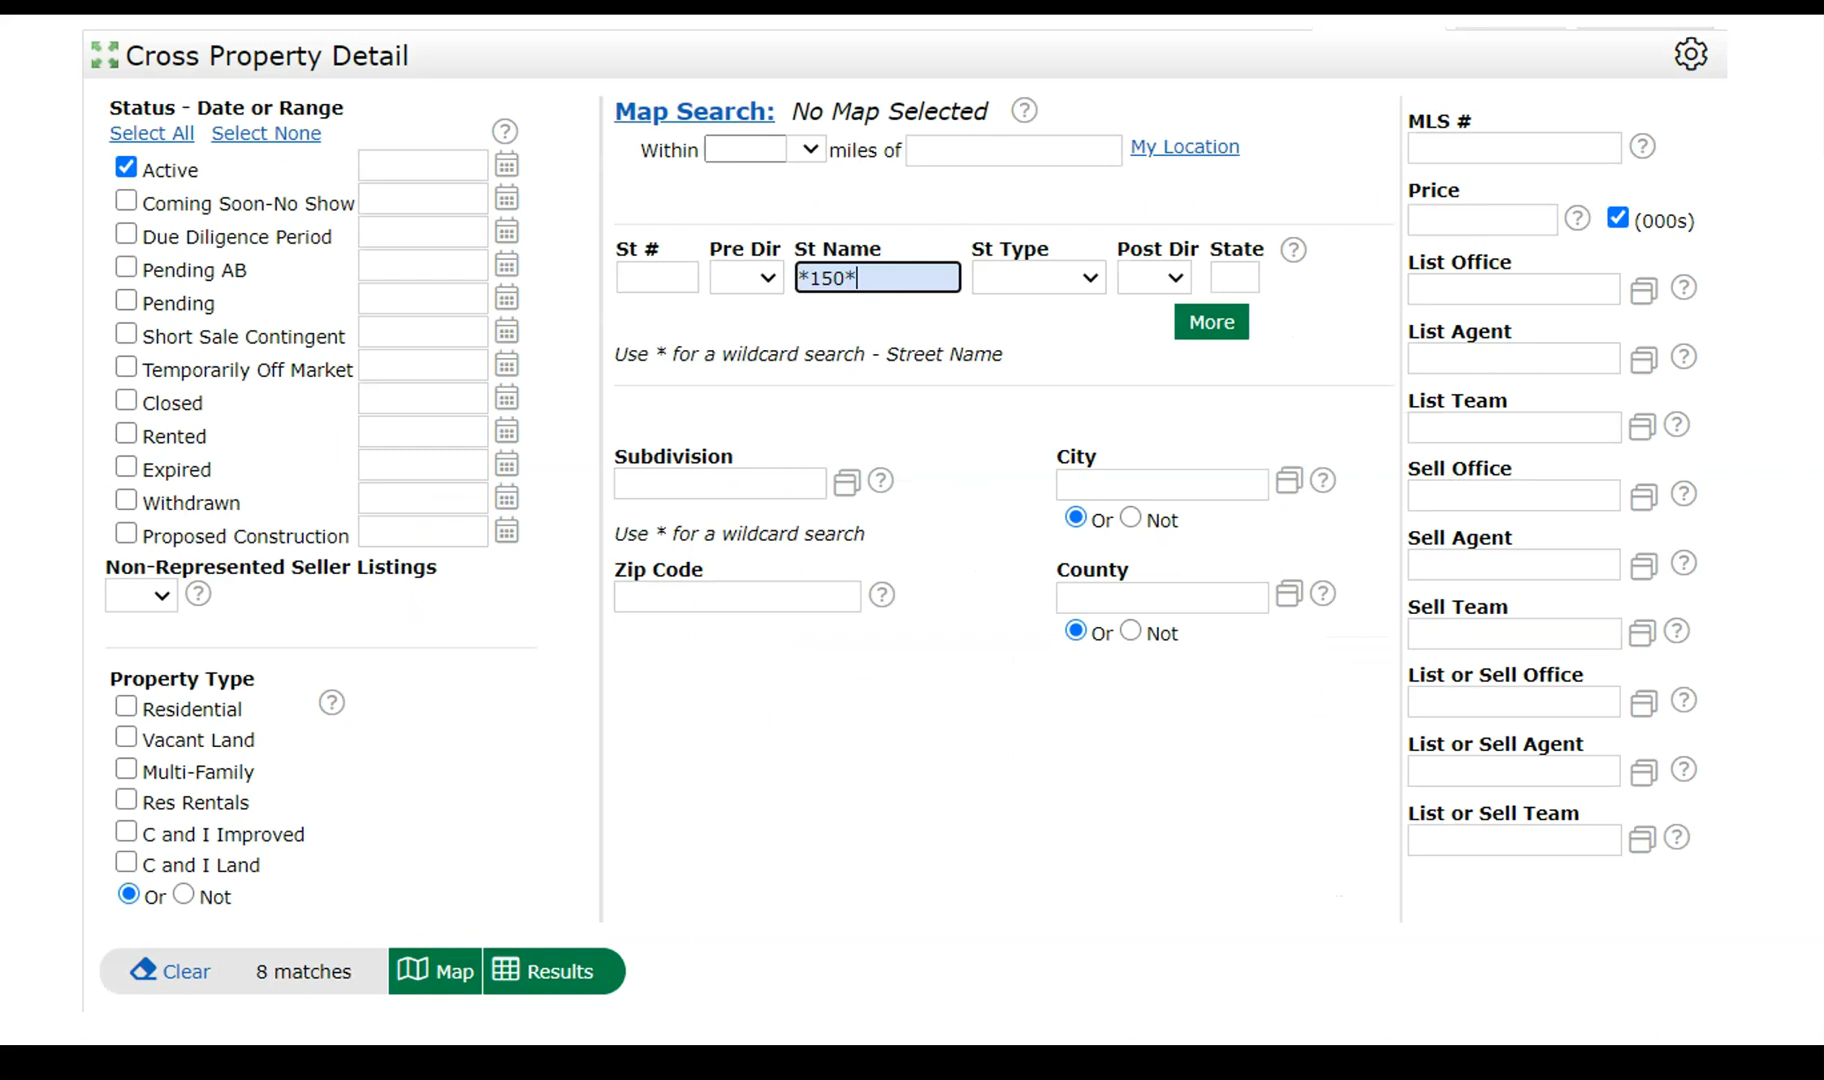 Cross Property Detail
Status - Date or Range
Select All Select None
Active
Coming Soon-No Show
Due Diligence Period
Pending AB
Pending
Short Sale Contingent
Temporarily Off Market
Closed
Rented
Expired
Withdrawn
Proposed Construction
Non-Represented Seller Listings
Property Type
Residential
Vacant Land
Multi-Family
Res Rentals
C and I Improved
C and I Land
Or Not
Map Search: No Map Selected
Within miles of My Location
St # Pre Dir St Name St Type Post Dir State
*150*
More
Use * for a wildcard search - Street Name
Subdivision City
Or Not
Use * for a wildcard search
Zip Code County
Or Not
MLS #
Price
(000s)
List Office
List Agent
List Team
Sell Office
Sell Agent
Sell Team
List or Sell Office
List or Sell Agent
List or Sell Team
Clear 8 matches Map Results